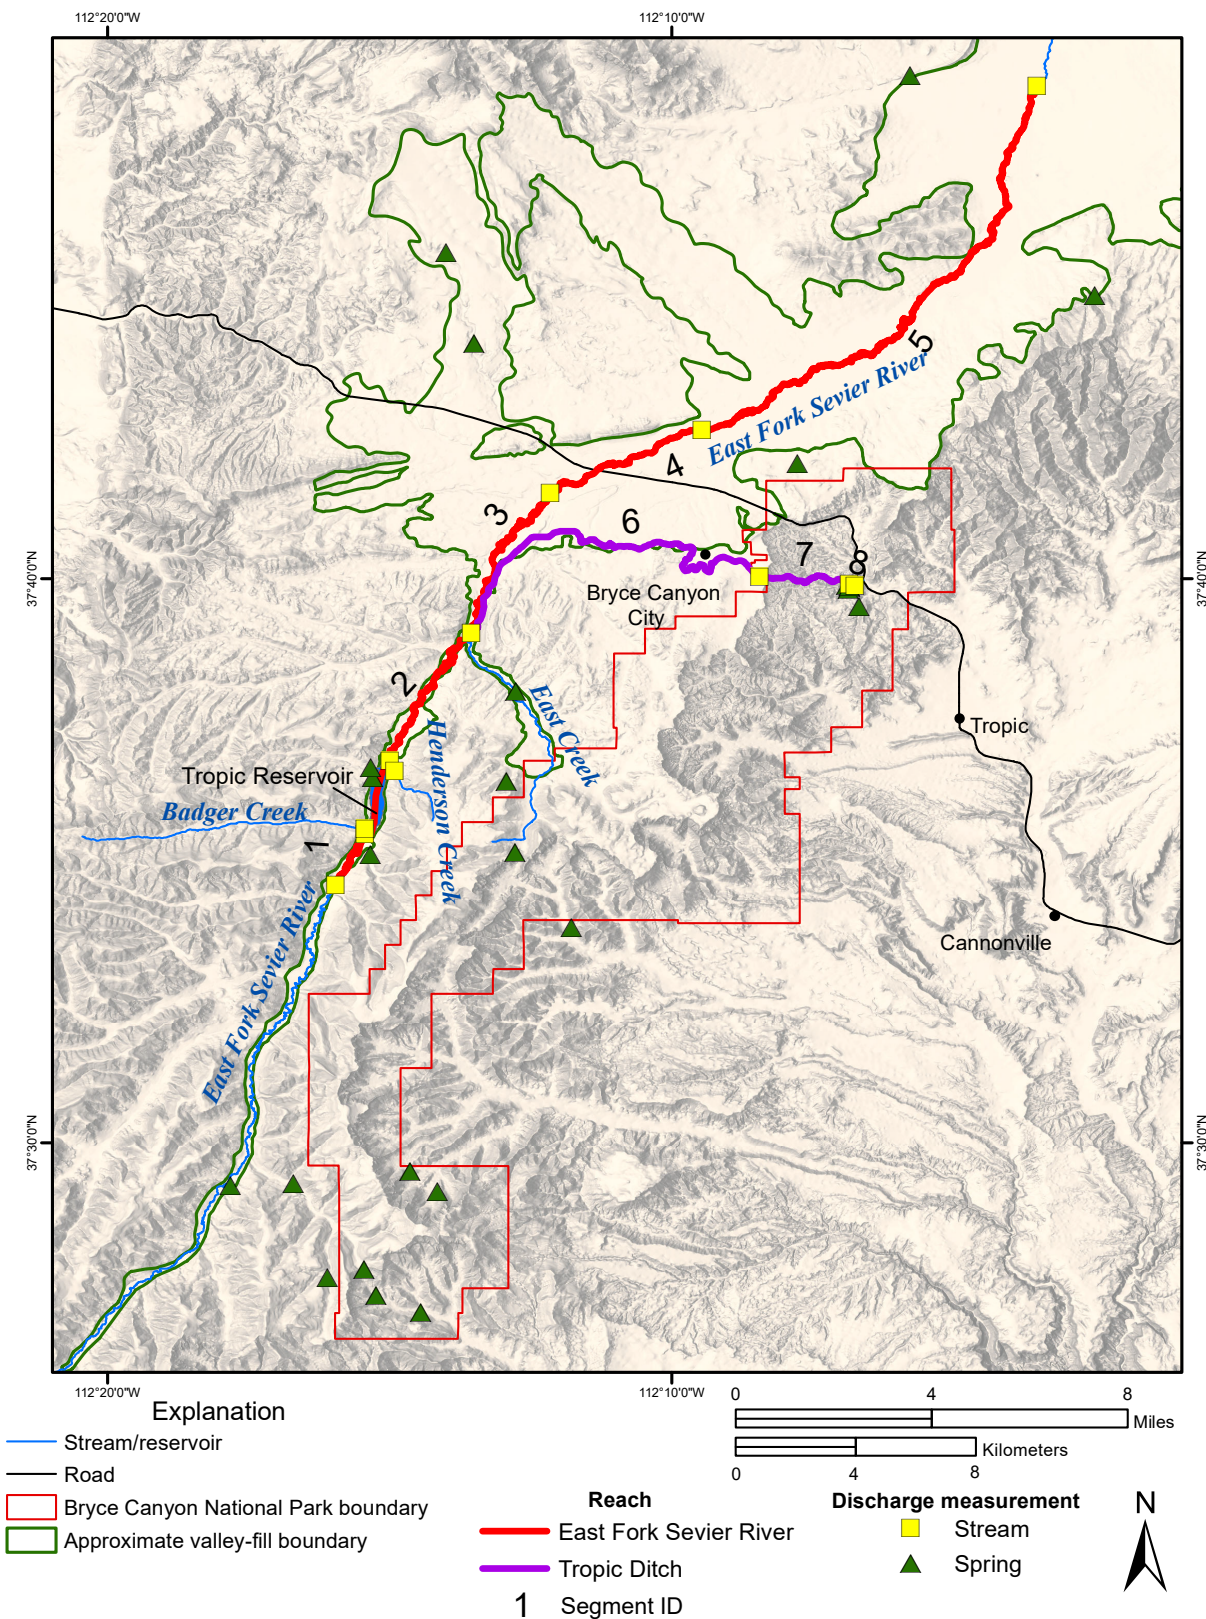 112°20'0"W
112°10'0"W
5
East Fork Sevier River
4
3
6
7
8
37°40'0"N
37°40'0"N
Bryce Canyon
City
2
East Creek
Tropic
Henderson Creek
Tropic Reservoir
Badger Creek
1
East Fork Sevier River
Cannonville
37°30'0"N
37°30'0"N
112°20'0"W
112°10'0"W
Explanation
Stream/reservoir
Road
Bryce Canyon National Park boundary
Approximate valley-fill boundary
0
4
8
Miles
Kilometers
0
4
8
Reach
East Fork Sevier River
Tropic Ditch
1
Segment ID
Discharge measurement
Stream
Spring
N